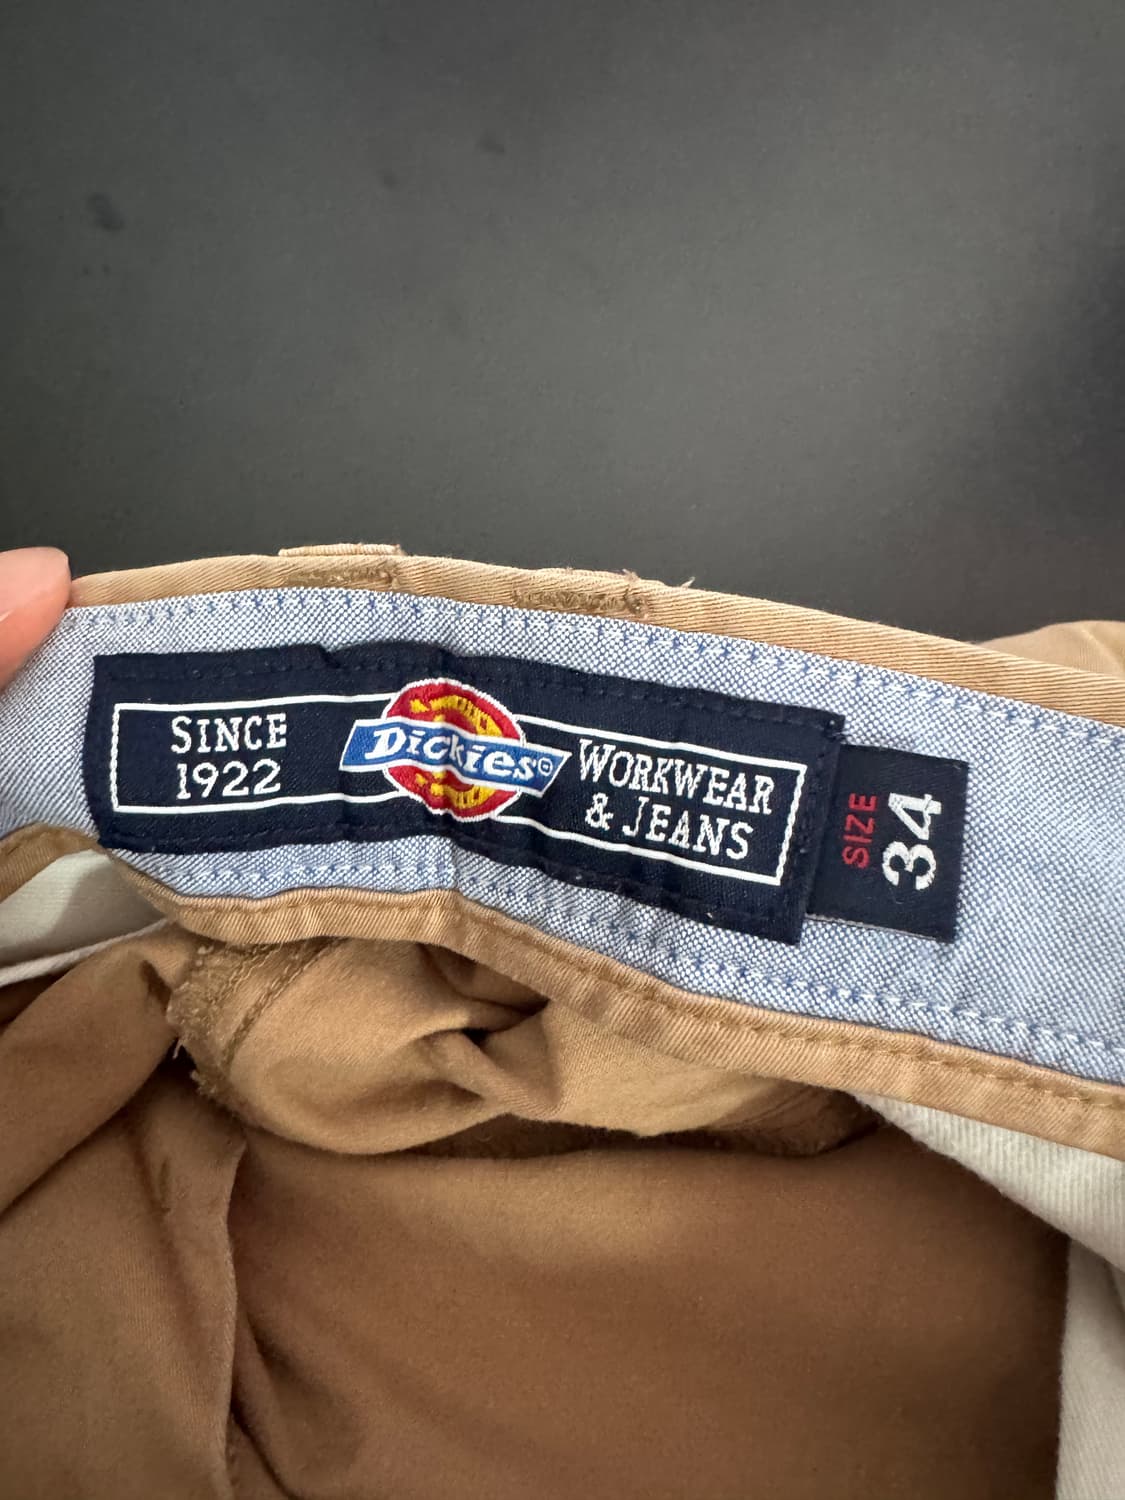 SINCE
1922
Dickies®
WORKWEAR
& JEANS
SIZE
34